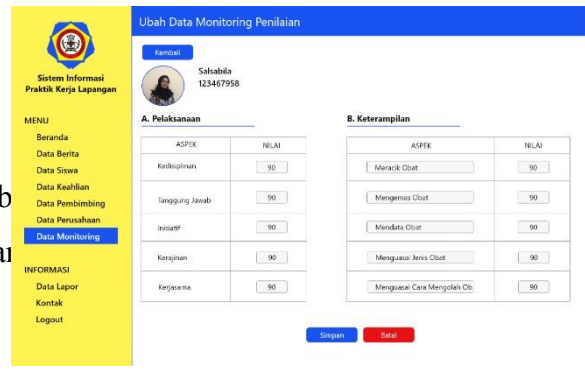 Ubah Data Monitoring Penilaian
Sistem Informasi
Praktik Kerja Lapangan
MENU
Beranda
Data Berita
Data Siswa
Data Keahlian
Data Pembimbing
Data Perusahaan
Data Monitoring
INFORMASI
Data Lapor
Kontak
Logout
Kembali
Salsabila
123467958
A. Pelaksanaan
ASPEK NILAI
Kedisiplinan 90
Tanggung Jawab 90
Inisiatif 90
Kerajinan 90
Kerjasama 90
B. Keterampilan
ASPEK NILAI
Meracik Obat 90
Mengemas Obat 90
Mendata Obat 90
Menguasai Jenis Obat 90
Menguasai Cara Mengolah Ob 90
Simpan Batal